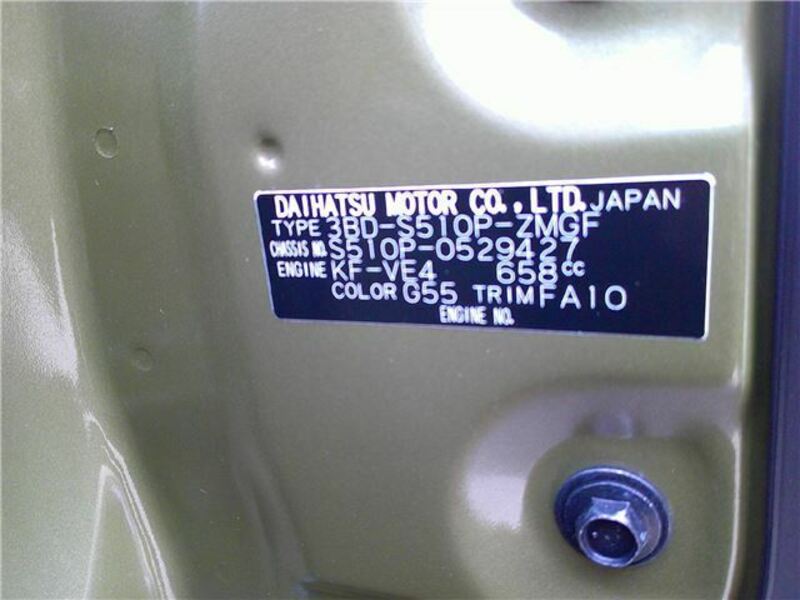 DAIHATSU MOTOR CO., LTD. JAPAN
TYPE 3BD-S510P-ZMGF
CHASSIS NO. S510P-0529427
ENGINE KF-VE4 658cc
COLOR G55 TRIM FA10
ENGINE NO.